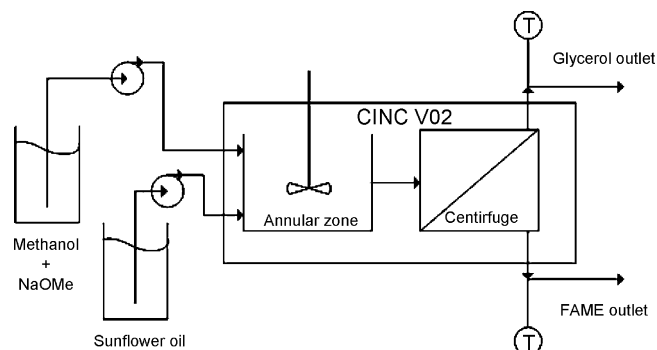 T
Glycerol outlet
CINC V02
Annular zone
Centirfuge
Methanol
+
NaOMe
Sunflower oil
FAME outlet
T